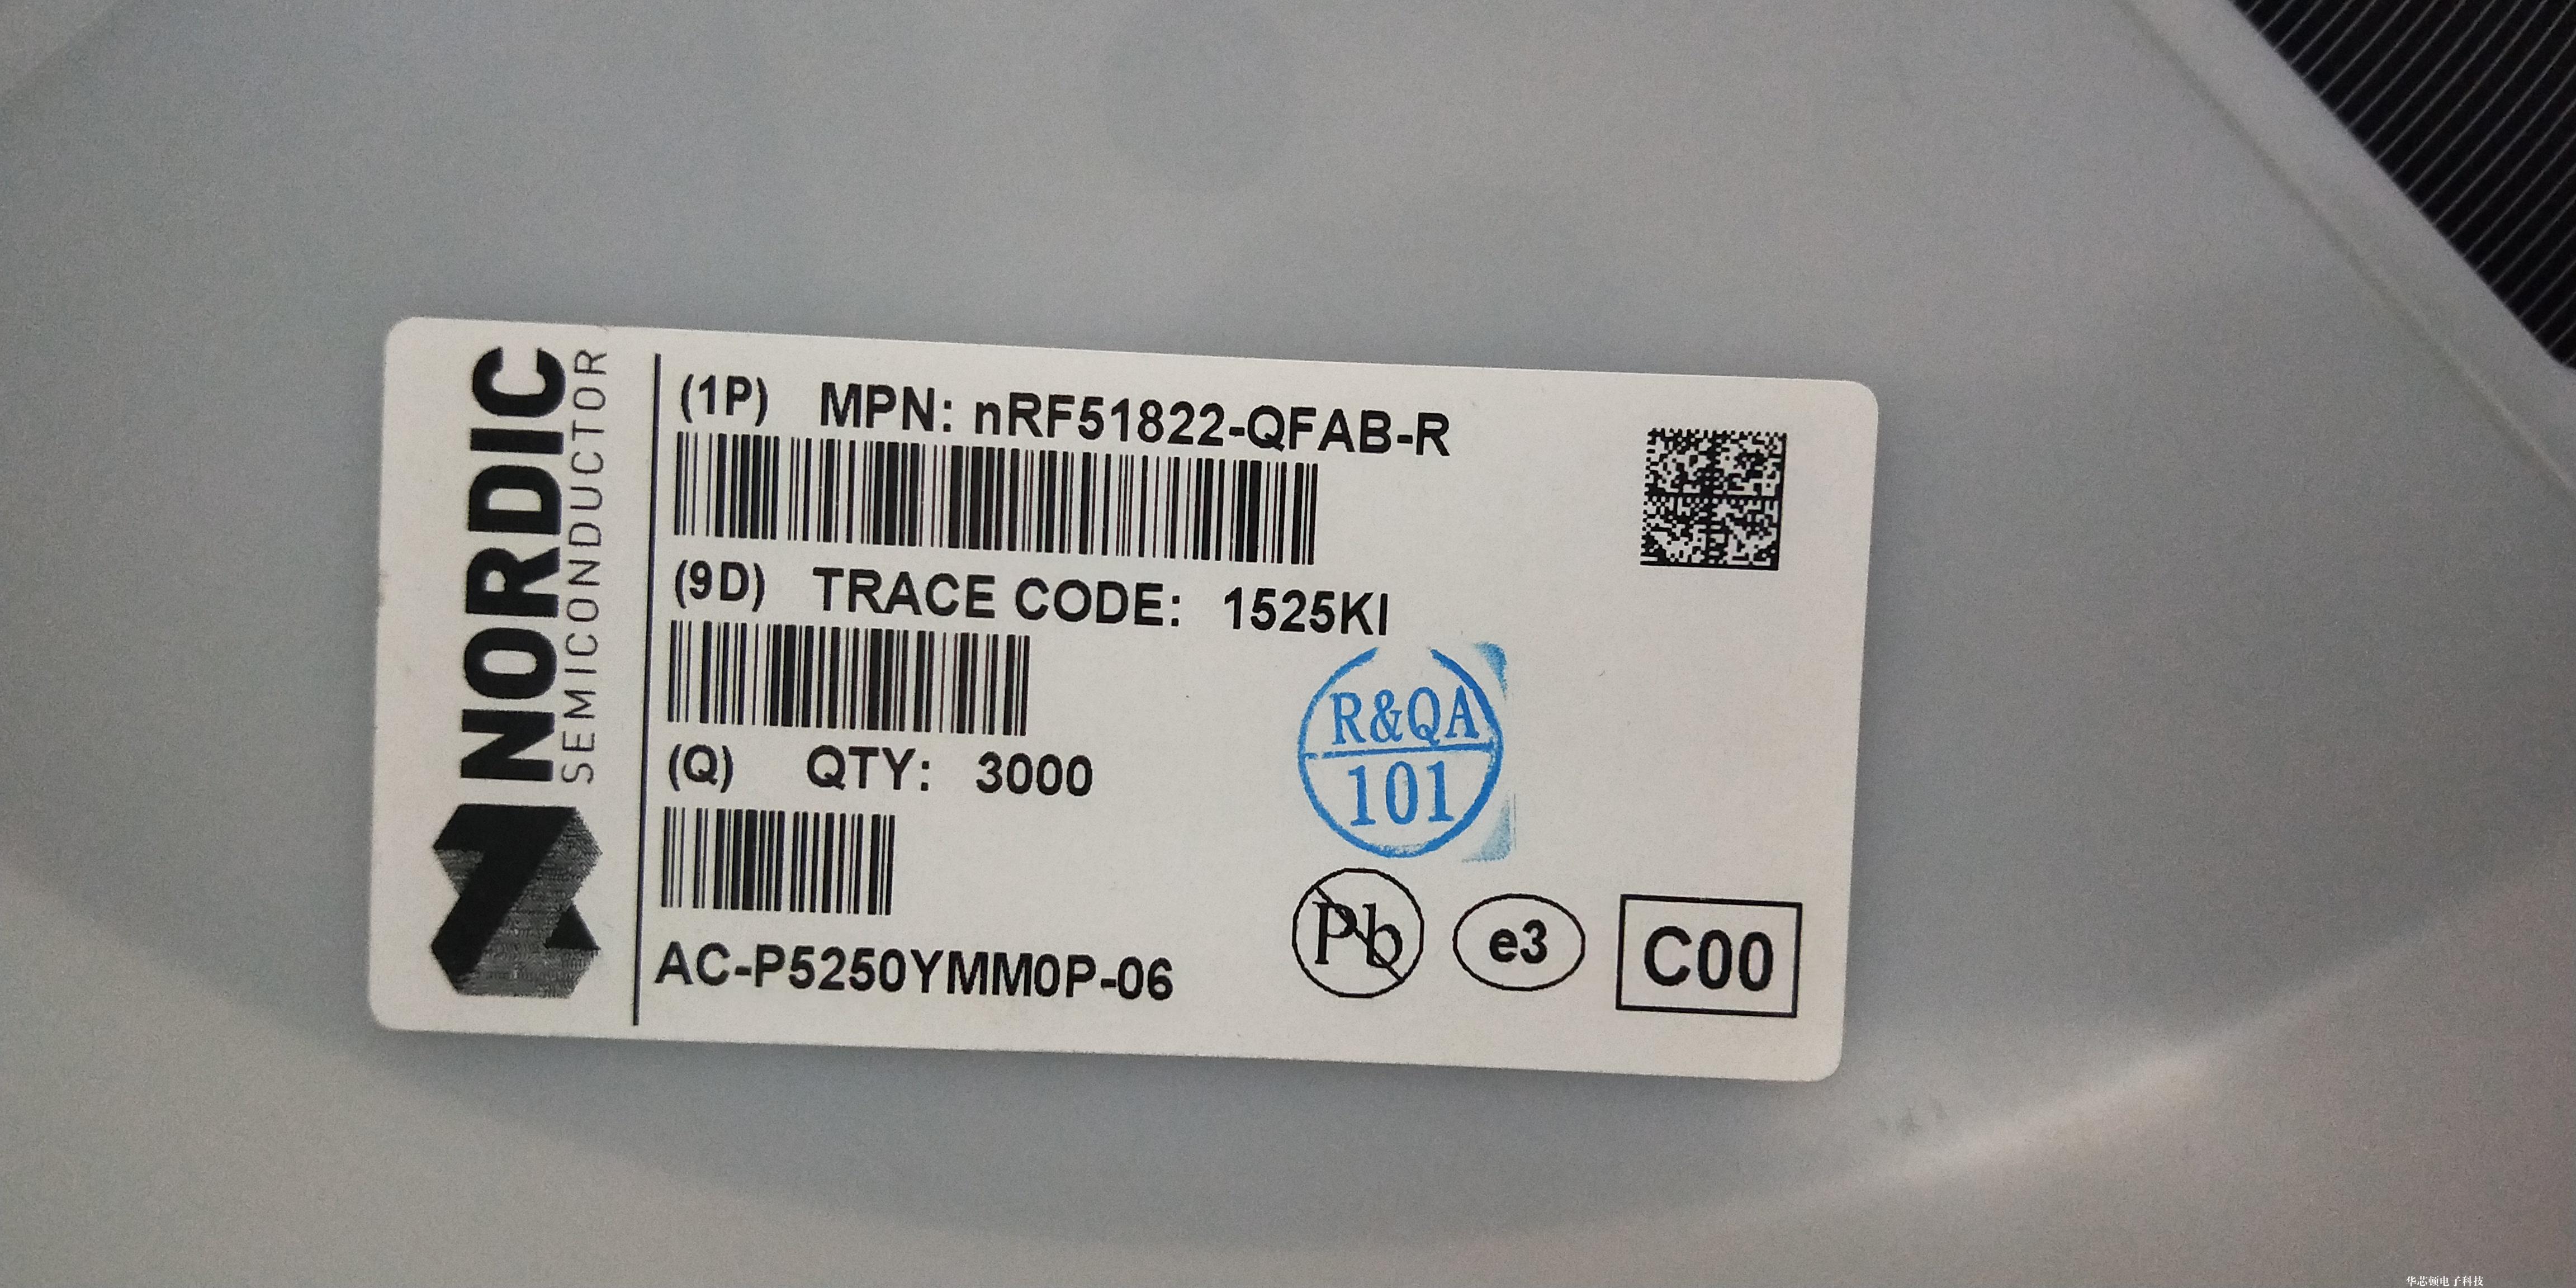 NORDIC
SEMICONDUCTOR
(1P) MPN: nRF51822-QFAB-R
(9D) TRACE CODE: 1525KI
(Q) QTY: 3000
AC-P5250YMM0P-06
R&QA
101
Pb
e3
C00
华芯顿电子科技